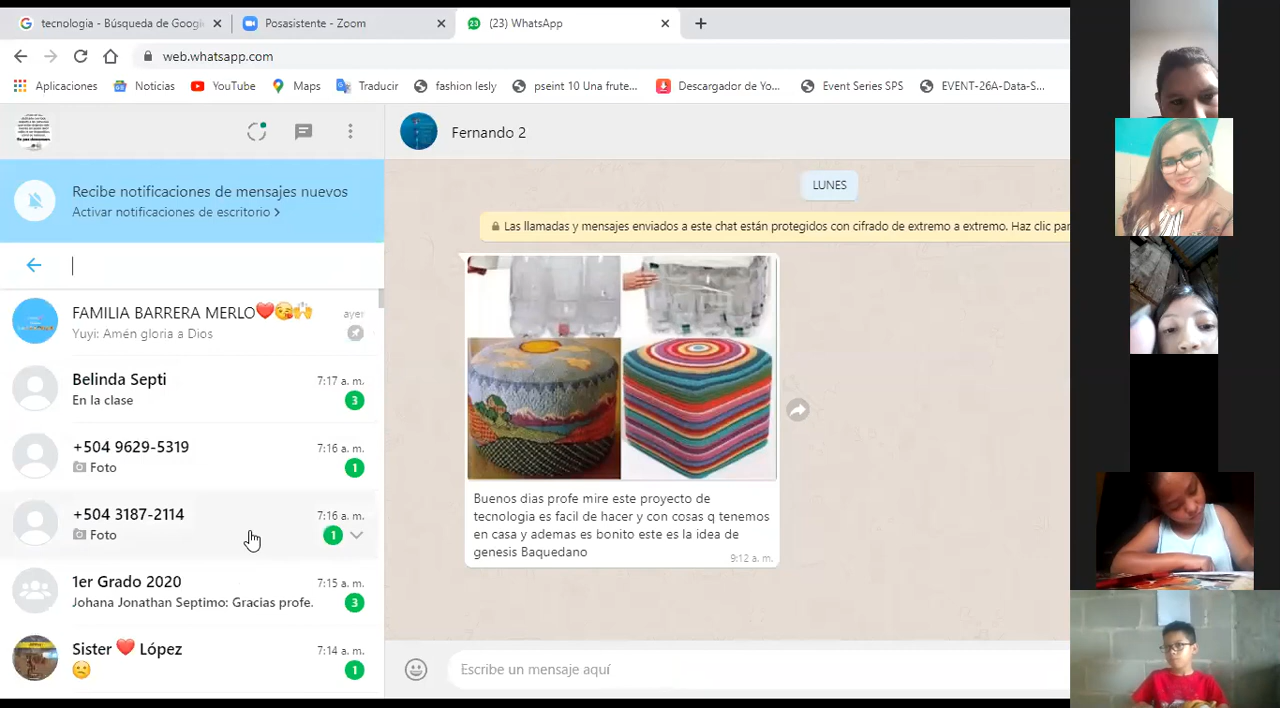 tecnologia - Búsqueda de Googl
Posasistente - Zoom
23
(23) WhatsApp
web.whatsapp.com
Aplicaciones
Noticias
YouTube
Maps
Traducir
fashion lesly
pseint 10 Una frute...
Descargador de Yo...
Event Series SPS
EVENT-26A-Data-S...
Fernando 2
Recibe notificaciones de mensajes nuevos
Activar notificaciones de escritorio >
LUNES
Las llamadas y mensajes enviados a este chat están protegidos con cifrado de extremo a extremo. Haz clic par
FAMILIA BARRERA MERLO❤️😘🙌
ayer
Yuyi: Amén gloria a Dios
Belinda Septi
7:17 a. m.
En la clase
3
+504 9629-5319
7:16 a. m.
Foto
1
+504 3187-2114
7:16 a. m.
Foto
1
1er Grado 2020
7:15 a. m.
Johana Jonathan Septimo: Gracias profe.
3
Sister ❤️ López
7:14 a. m.
☹️
1
Buenos dias profe mire este proyecto de
tecnologia es facil de hacer y con cosas q tenemos
en casa y ademas es bonito este es la idea de
genesis Baquedano
9:12 a. m.
Escribe un mensaje aquí